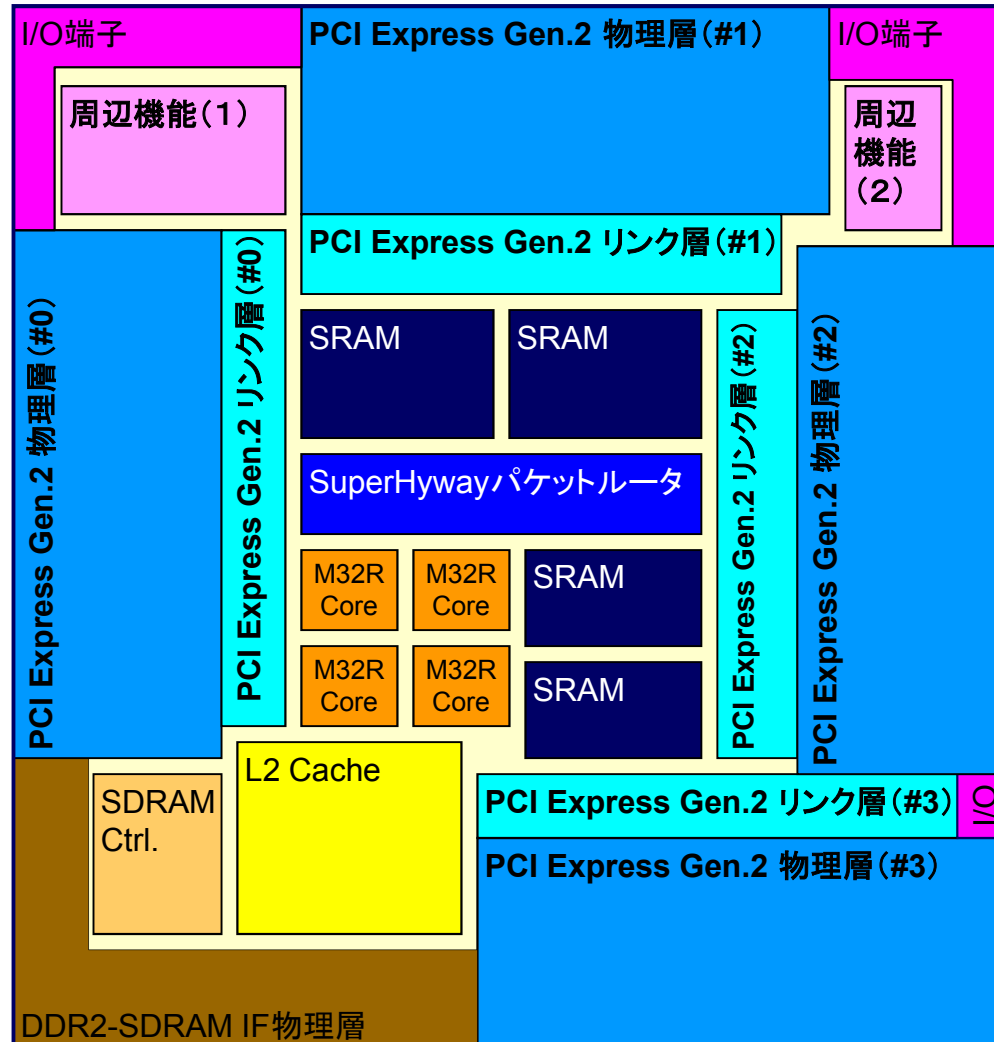 I/O端子
PCI Express Gen.2 物理層(#1)
I/O端子
周辺機能(1)
周辺
機能
(2)
PCI Express Gen.2 リンク層(#1)
PCI Express Gen.2 物理層(#0)
PCI Express Gen.2 リンク層(#0)
SRAM
SRAM
PCI Express Gen.2 リンク層(#2)
PCI Express Gen.2 物理層(#2)
SuperHywayパケットルータ
M32R
Core
M32R
Core
SRAM
M32R
Core
M32R
Core
SRAM
L2 Cache
SDRAM
Ctrl.
PCI Express Gen.2 リンク層(#3)
I/O
PCI Express Gen.2 物理層(#3)
DDR2-SDRAM IF物理層